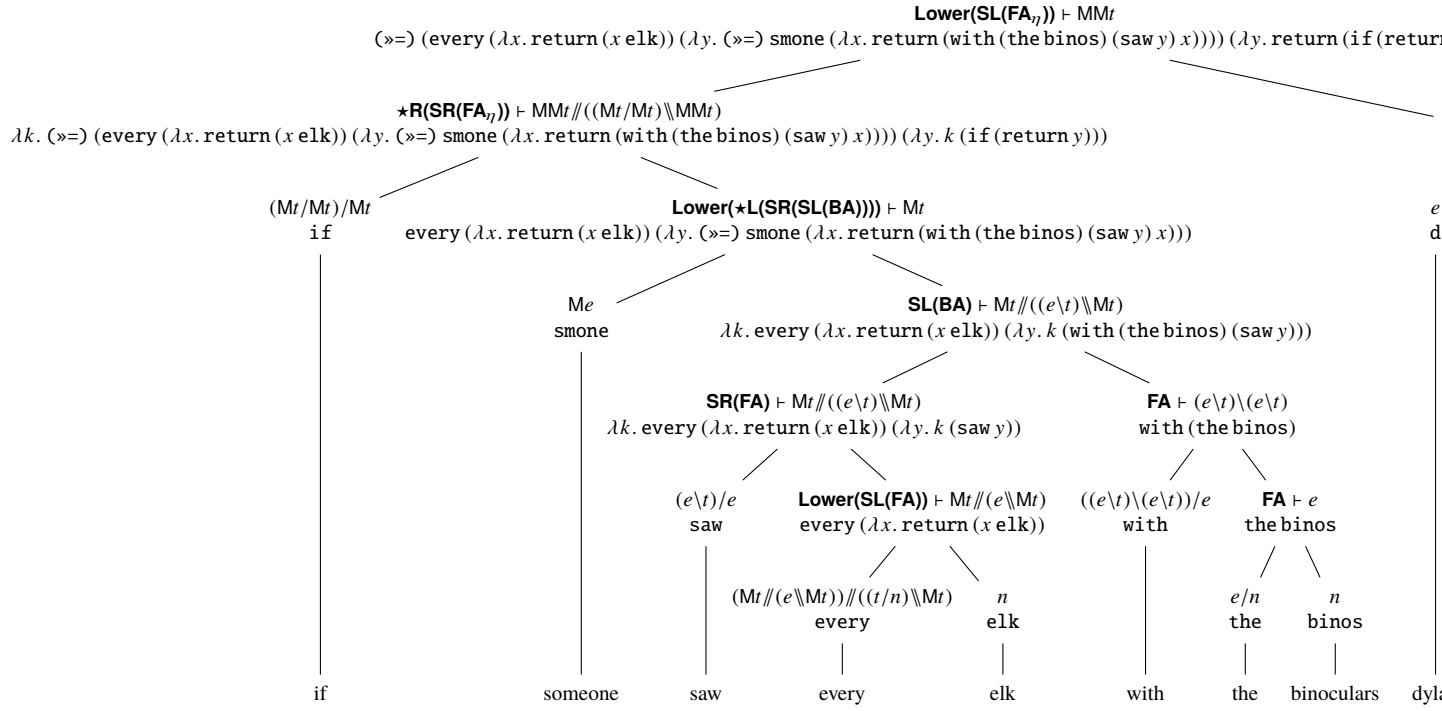 Lower(SL(FA_η)) ⊢ MMt
(»=) (every (λx. return (x elk)) (λy. (»=) smone (λx. return (with (the binos) (saw y) x)))) (λy. return (if (return
★R(SR(FA_η)) ⊢ MMt⫽((Mt/Mt)⑊MMt)
λk. (»=) (every (λx. return (x elk)) (λy. (»=) smone (λx. return (with (the binos) (saw y) x)))) (λy. k (if (return y)))
(Mt/Mt)/Mt Lower(★L(SR(SL(BA)))) ⊢ Mt e
if every (λx. return (x elk)) (λy. (»=) smone (λx. return (with (the binos) (saw y) x))) d
Me SL(BA) ⊢ Mt⫽((e\t)⑊Mt)
smone λk. every (λx. return (x elk)) (λy. k (with (the binos) (saw y)))
SR(FA) ⊢ Mt⫽((e\t)⑊Mt) FA ⊢ (e\t)\(e\t)
λk. every (λx. return (x elk)) (λy. k (saw y)) with (the binos)
(e\t)/e Lower(SL(FA)) ⊢ Mt⫽(e⑊Mt) ((e\t)\(e\t))/e FA ⊢ e
saw every (λx. return (x elk)) with the binos
(Mt⫽(e⑊Mt))⫽((t/n)⑊Mt) n e/n n
every elk the binos
if someone saw every elk with the binoculars dyla